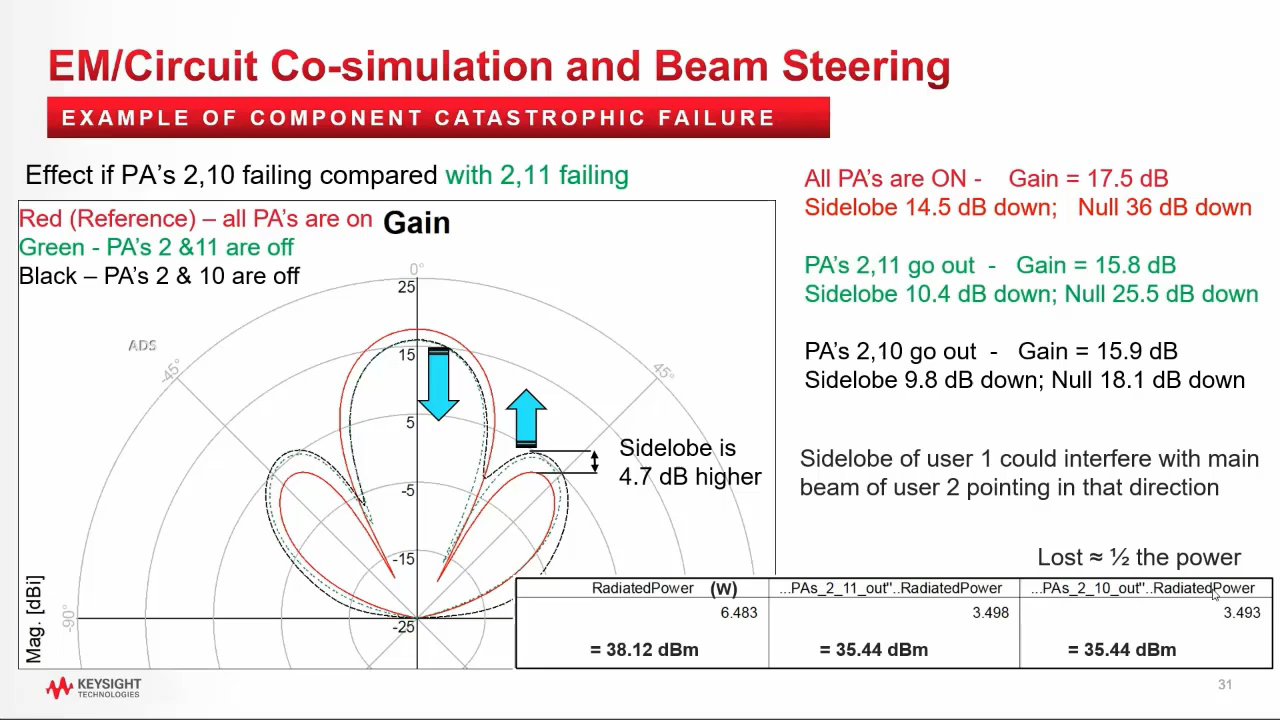 EM/Circuit Co-simulation and Beam Steering
EXAMPLE OF COMPONENT CATASTROPHIC FAILURE
Effect if PA's 2,10 failing compared with 2,11 failing
Red (Reference) – all PA's are on
Green - PA's 2 &11 are off
Black – PA's 2 & 10 are off
Gain
0°
25
ADS
-45°
45°
15
5
-5
-15
-25
-90°
Mag. [dBi]
Sidelobe is
4.7 dB higher
All PA's are ON - Gain = 17.5 dB
Sidelobe 14.5 dB down; Null 36 dB down
PA's 2,11 go out - Gain = 15.8 dB
Sidelobe 10.4 dB down; Null 25.5 dB down
PA's 2,10 go out - Gain = 15.9 dB
Sidelobe 9.8 dB down; Null 18.1 dB down
Sidelobe of user 1 could interfere with main
beam of user 2 pointing in that direction
Lost ≈ ½ the power
RadiatedPower (W) ...PAs_2_11_out"..RadiatedPower ...PAs_2_10_out"..RadiatedPower
6.483 3.498 3.493
= 38.12 dBm = 35.44 dBm = 35.44 dBm
KEYSIGHT
TECHNOLOGIES
31